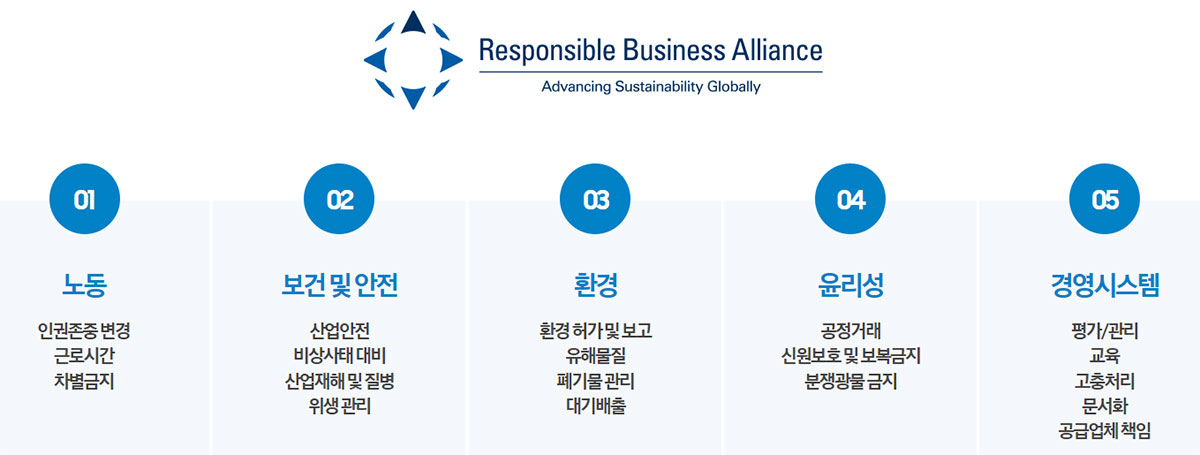 Responsible Business Alliance
Advancing Sustainability Globally
01
노동
인권존중 변경
근로시간
차별금지
02
보건 및 안전
산업안전
비상사태 대비
산업재해 및 질병
위생 관리
03
환경
환경 허가 및 보고
유해물질
폐기물 관리
대기배출
04
윤리성
공정거래
신원보호 및 보복금지
분쟁광물 금지
05
경영시스템
평가/관리
교육
고충처리
문서화
공급업체 책임